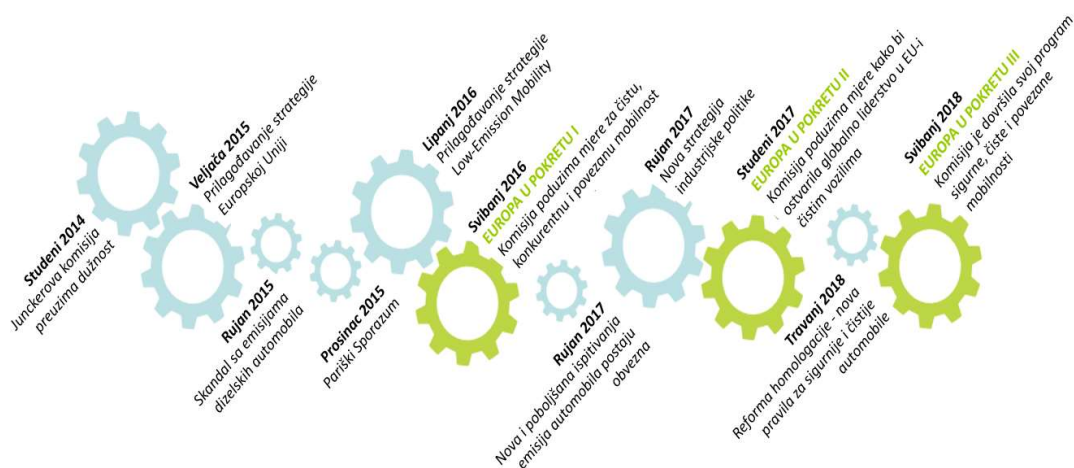 Studeni 2014
Junckerova komisija
preuzima dužnost
Veljača 2015
Prilagođavanje strategije
Europskoj Uniji
Rujan 2015
Skandal sa emisijama
dizelskih automobila
Prosinac 2015
Pariški Sporazum
Lipanj 2016
Prilagođavanje strategije
Low-Emission Mobility
Svibanj 2016
EUROPA U POKRETU I
Komisija poduzima mjere za čistu,
konkurentnu i povezanu mobilnost
Rujan 2017
Nova i poboljšana ispitivanja
emisija automobila postaju
obvezna
Rujan 2017
Nova strategija
industrijske politike
Studeni 2017
EUROPA U POKRETU II
Komisija poduzima mjere kako bi
ostvarila globalno liderstvo u EU-i
čistim vozilima
Travanj 2018
Reforma homologacije - nova
pravila za sigurnije i čistije
automobile
Svibanj 2018
EUROPA U POKRETU III
Komisija je dovršila svoj program
sigurne, čiste i povezane
mobilnosti